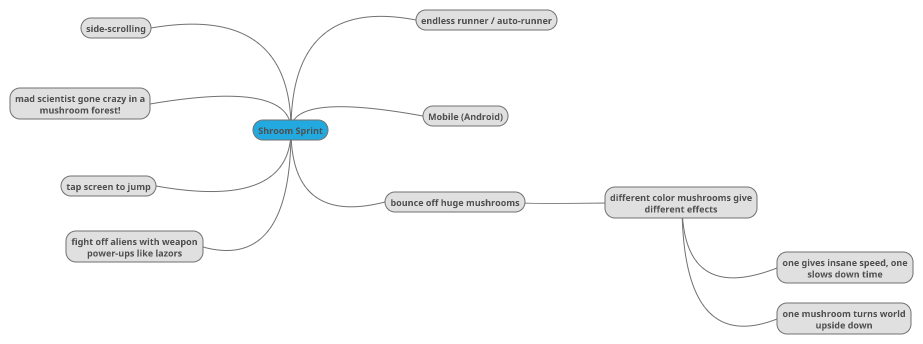 side-scrolling
endless runner / auto-runner
mad scientist gone crazy in a
mushroom forest!
Mobile (Android)
Shroom Sprint
tap screen to jump
bounce off huge mushrooms
different color mushrooms give
different effects
fight off aliens with weapon
power-ups like lazors
one gives insane speed, one
slows down time
one mushroom turns world
upside down